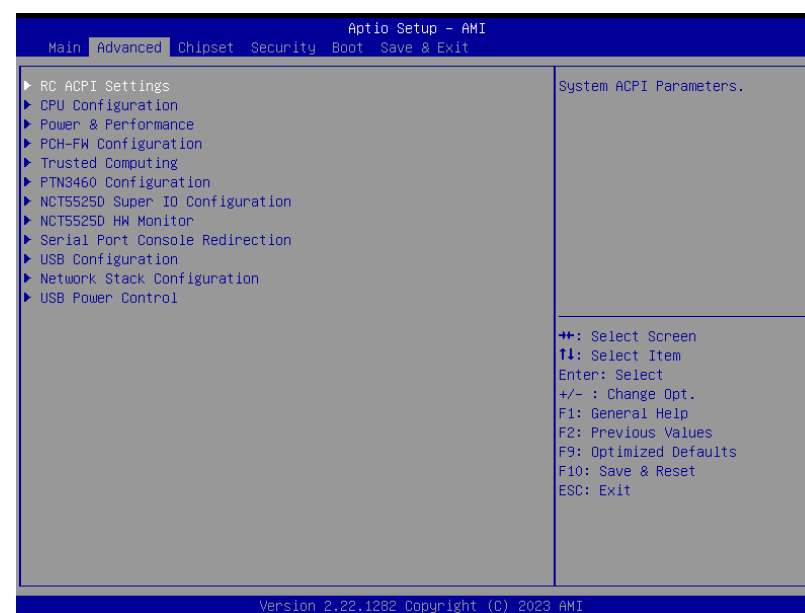 Aptio Setup – AMI
Main Advanced Chipset Security Boot Save & Exit
▶ RC ACPI Settings
▶ CPU Configuration
▶ Power & Performance
▶ PCH-FW Configuration
▶ Trusted Computing
▶ PTN3460 Configuration
▶ NCT5525D Super IO Configuration
▶ NCT5525D HW Monitor
▶ Serial Port Console Redirection
▶ USB Configuration
▶ Network Stack Configuration
▶ USB Power Control
System ACPI Parameters.
→←: Select Screen
↑↓: Select Item
Enter: Select
+/- : Change Opt.
F1: General Help
F2: Previous Values
F9: Optimized Defaults
F10: Save & Reset
ESC: Exit
Version 2.22.1282 Copyright (C) 2023 AMI